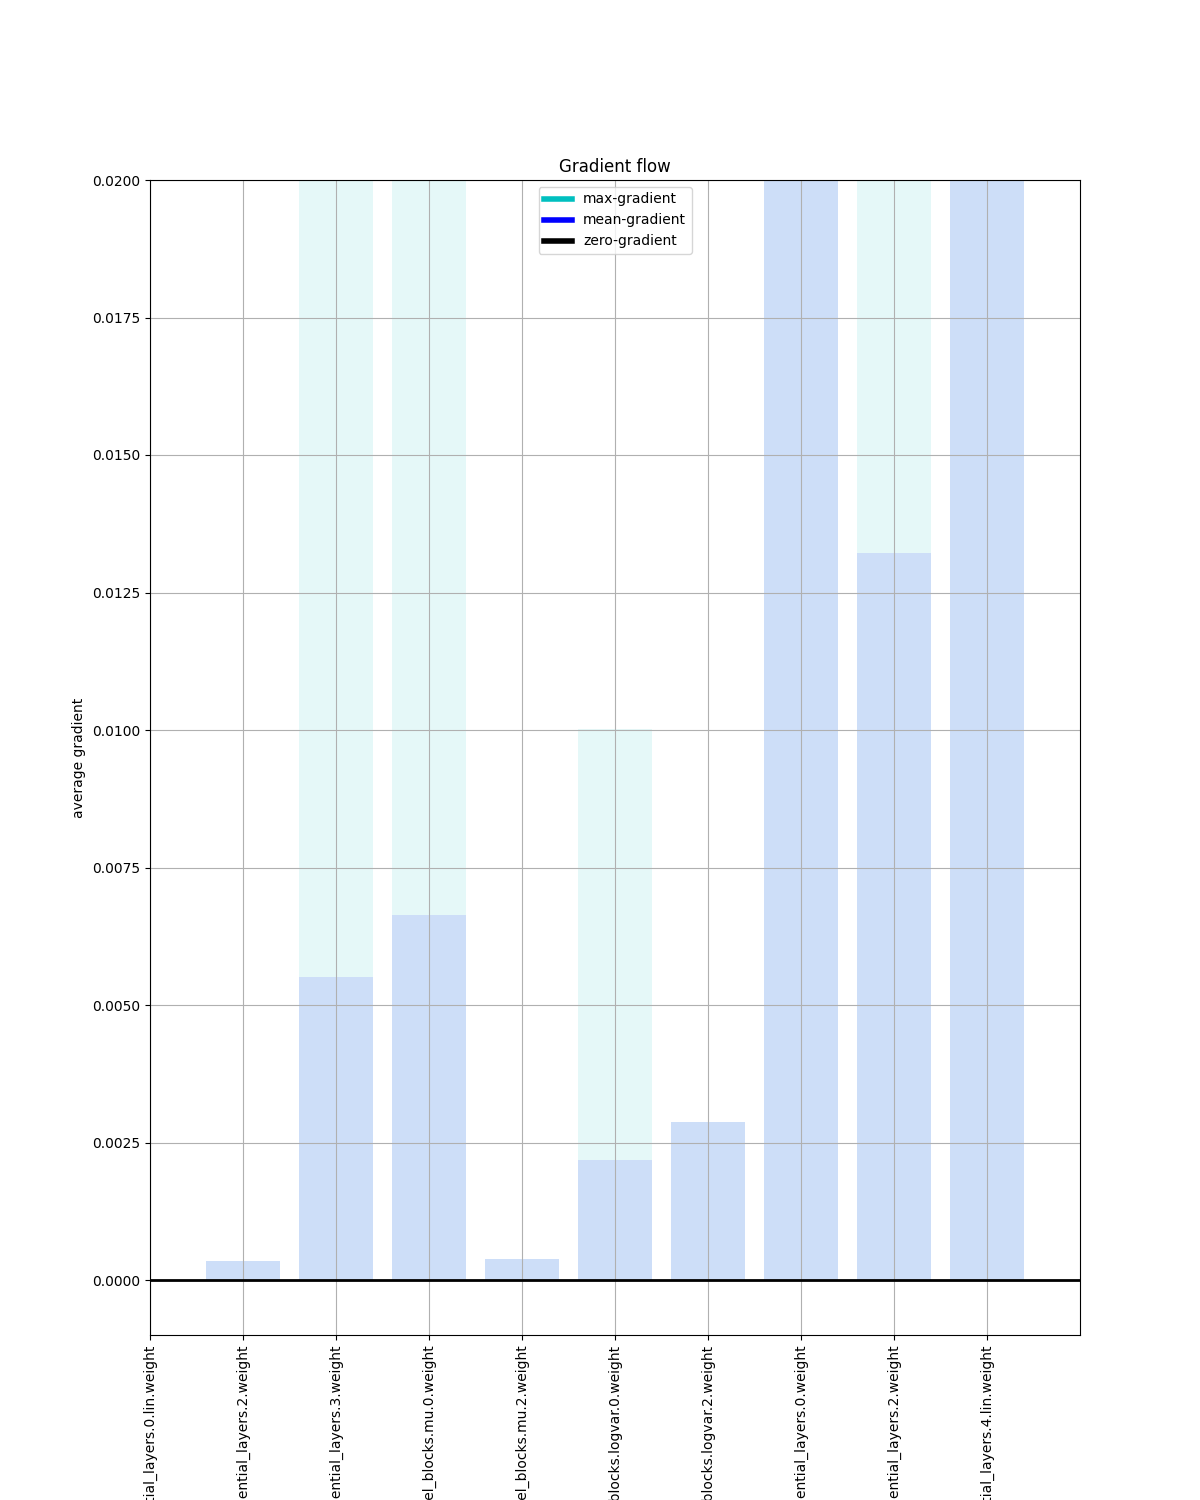 Gradient flow
max-gradient
mean-gradient
zero-gradient
0.0200
0.0175
0.0150
0.0125
0.0100
0.0075
0.0050
0.0025
0.0000
average gradient
tial_layers.0.lin.weight
ential_layers.2.weight
ential_layers.3.weight
el_blocks.mu.0.weight
el_blocks.mu.2.weight
blocks.logvar.0.weight
blocks.logvar.2.weight
ential_layers.0.weight
ential_layers.2.weight
tial_layers.4.lin.weight